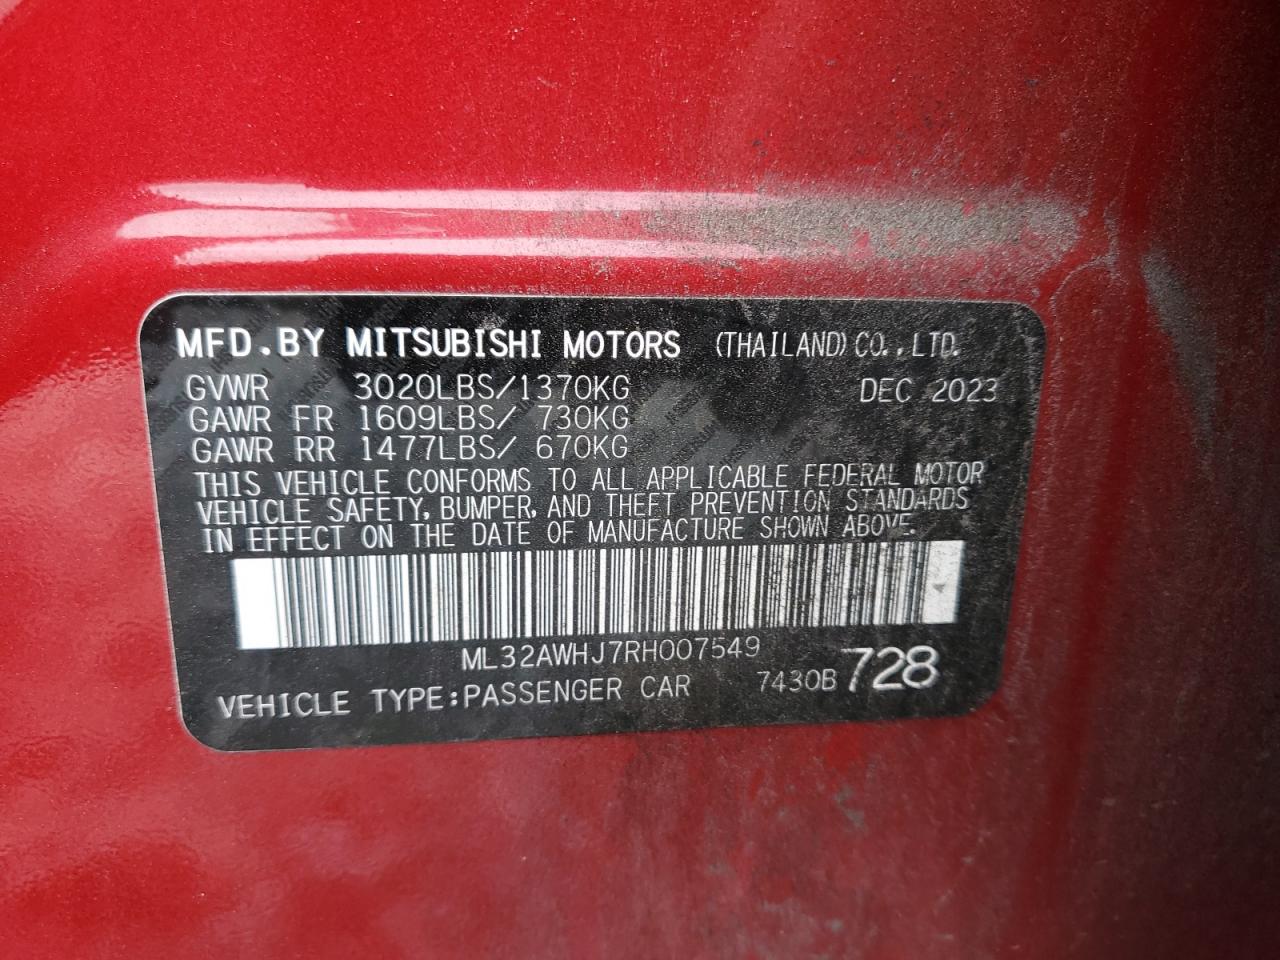 MFD.BY MITSUBISHI MOTORS (THAILAND) CO.,LTD.
GVWR 3020LBS/1370KG DEC 2023
GAWR FR 1609LBS/ 730KG
GAWR RR 1477LBS/ 670KG
THIS VEHICLE CONFORMS TO ALL APPLICABLE FEDERAL MOTOR
VEHICLE SAFETY, BUMPER, AND THEFT PREVENTION STANDARDS
IN EFFECT ON THE DATE OF MANUFACTURE SHOWN ABOVE.
ML32AWHJ7RH007549
VEHICLE TYPE:PASSENGER CAR 7430B 728